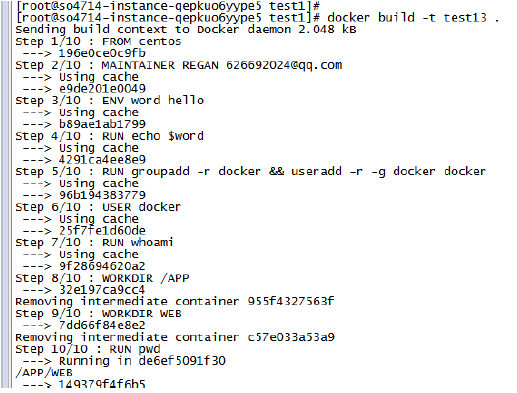 [root@so4714-instance-qepkuo6yype5 test1]#
[root@so4714-instance-qepkuo6yype5 test1]# docker build -t test13 .
Sending build context to Docker daemon 2.048 kB
Step 1/10 : FROM centos
---> 196e0ce0c9fb
Step 2/10 : MAINTAINER REGAN 626692024@qq.com
---> Using cache
---> e9de201e0049
Step 3/10 : ENV word hello
---> Using cache
---> b89ae1ab1799
Step 4/10 : RUN echo $word
---> Using cache
---> 4291ca4ee8e9
Step 5/10 : RUN groupadd -r docker && useradd -r -g docker docker
---> Using cache
---> 96b194383779
Step 6/10 : USER docker
---> Using cache
---> 25f7fe1d60de
Step 7/10 : RUN whoami
---> Using cache
---> 9f28694620a2
Step 8/10 : WORKDIR /APP
---> 32e197ca9cc4
Removing intermediate container 955f4327563f
Step 9/10 : WORKDIR WEB
---> 7dd66f84e8e2
Removing intermediate container c57e033a53a9
Step 10/10 : RUN pwd
---> Running in de6ef5091f30
/APP/WEB
---> 149379f4f6b5